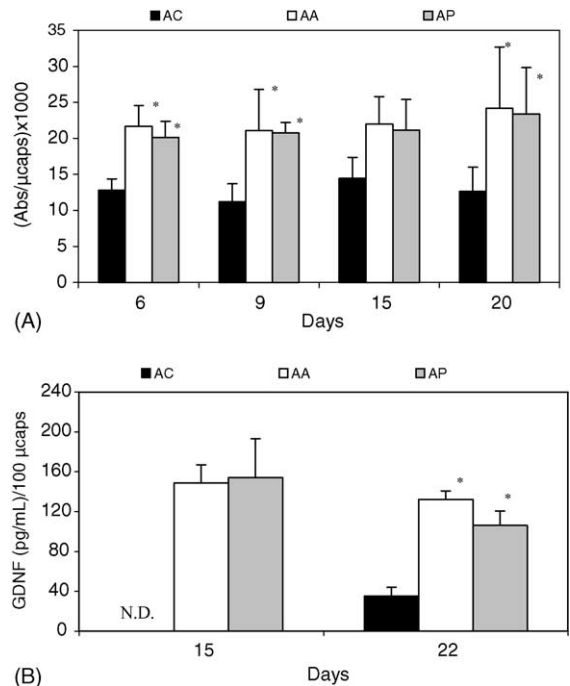 AC AA AP
(Abs/µcaps)x1000
35
30
25
20
15
10
5
0
* * * * * *
6 9 15 20
Days
(A)
AC AA AP
GDNF (pg/mL)/100 µcaps
240
200
160
120
80
40
0
N.D.
* *
15 22
Days
(B)